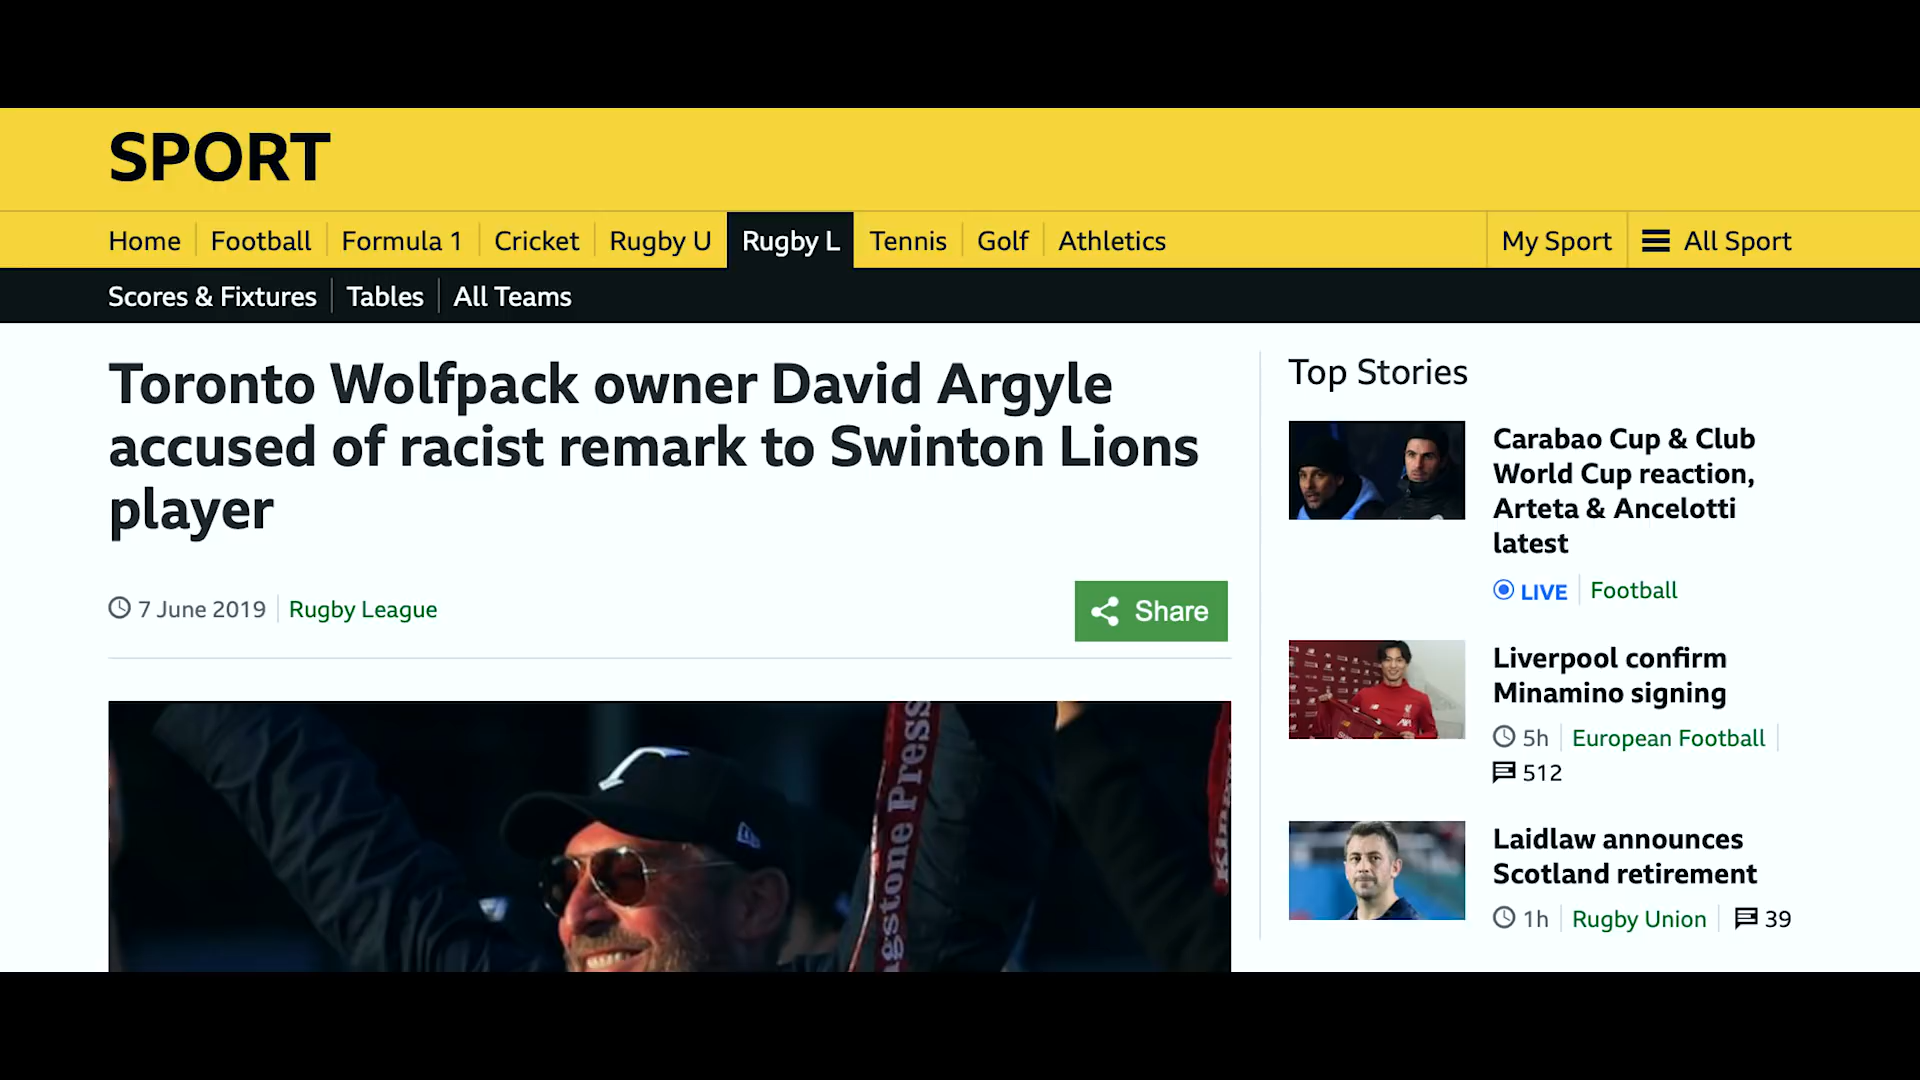 SPORT
Home Football Formula 1 Cricket Rugby U Rugby L Tennis Golf Athletics My Sport All Sport
Scores & Fixtures Tables All Teams
Toronto Wolfpack owner David Argyle
accused of racist remark to Swinton Lions
player
7 June 2019 Rugby League
Share
Top Stories
Carabao Cup & Club
World Cup reaction,
Arteta & Ancelotti
latest
LIVE Football
Liverpool confirm
Minamino signing
5h European Football
512
Laidlaw announces
Scotland retirement
1h Rugby Union 39
gstone Press